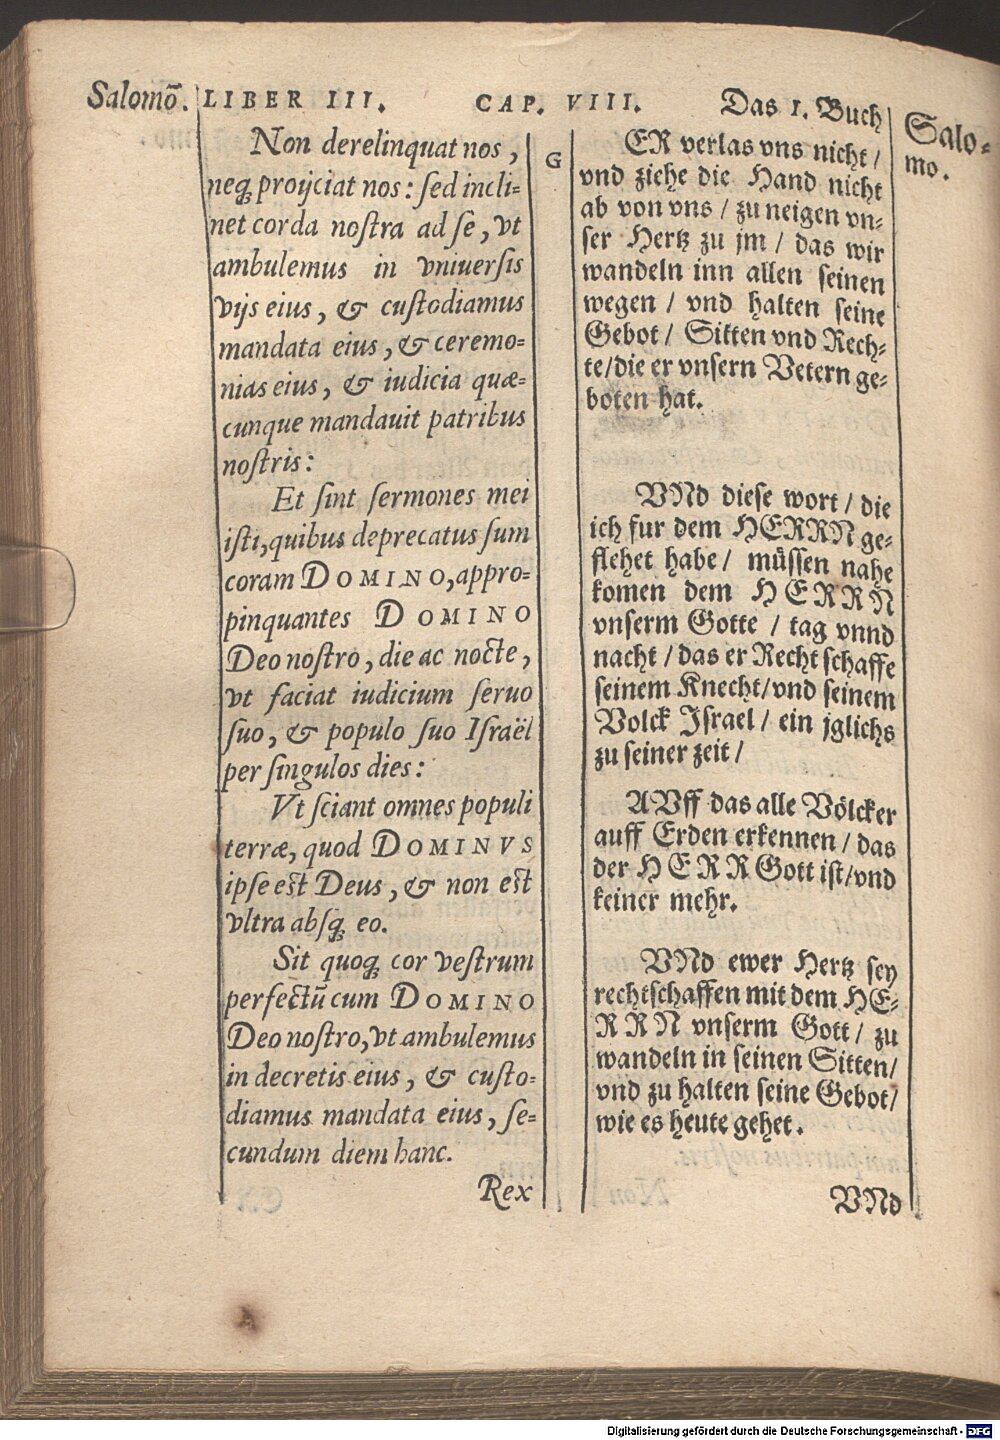 Salomō.
LIBER III. CAP. VIII. Das 1. Buch
Salo-
mo.
Non derelinquat nos,
neq; proijciat nos: sed incli-
net corda nostra ad se, vt
ambulemus in vniuersis
vijs eius, & custodiamus
mandata eius, & ceremo-
nias eius, & iudicia quæ-
cunque mandauit patribus
nostris:
Et sint sermones mei
isti, quibus deprecatus sum
coram DOMINO, appro-
pinquantes DOMINO
Deo nostro, die ac nocte,
vt faciat iudicium seruo
suo, & populo suo Israël
per singulos dies:
Vt sciant omnes populi
terræ, quod DOMINVS
ipse est Deus, & non est
vltra absq; eo.
Sit quoq; cor vestrum
perfectū cum DOMINO
Deo nostro, vt ambulemus
in decretis eius, & custo-
diamus mandata eius, se-
cundum diem hanc.
Rex
G
ER verlas vns nicht /
vnd ziehe die Hand nicht
ab von vns / zu neigen vn-
ser Hertz zu jm / das wir
wandeln inn allen seinen
wegen / vnd halten seine
Gebot / Sitten vnd Rech-
te / die er vnsern Vetern ge-
boten hat.
VNd diese wort / die
ich fur dem HERRN ge-
flehet habe / müssen nahe
komen dem HERRN
vnserm Gotte / tag vnnd
nacht / das er Recht schaffe
seinem Knecht / vnd seinem
Volck Israel / ein jglichs
zu seiner zeit /
AVff das alle Völcker
auff Erden erkennen / das
der HERR Gott ist / vnd
keiner mehr.
VNd ewer Hertz sey
rechtschaffen mit dem HE-
RRN vnserm Gott / zu
wandeln in seinen Sitten /
vnd zu halten seine Gebot /
wie es heute gehet.
VNd
Digitalisierung gefördert durch die Deutsche Forschungsgemeinschaft - DFG